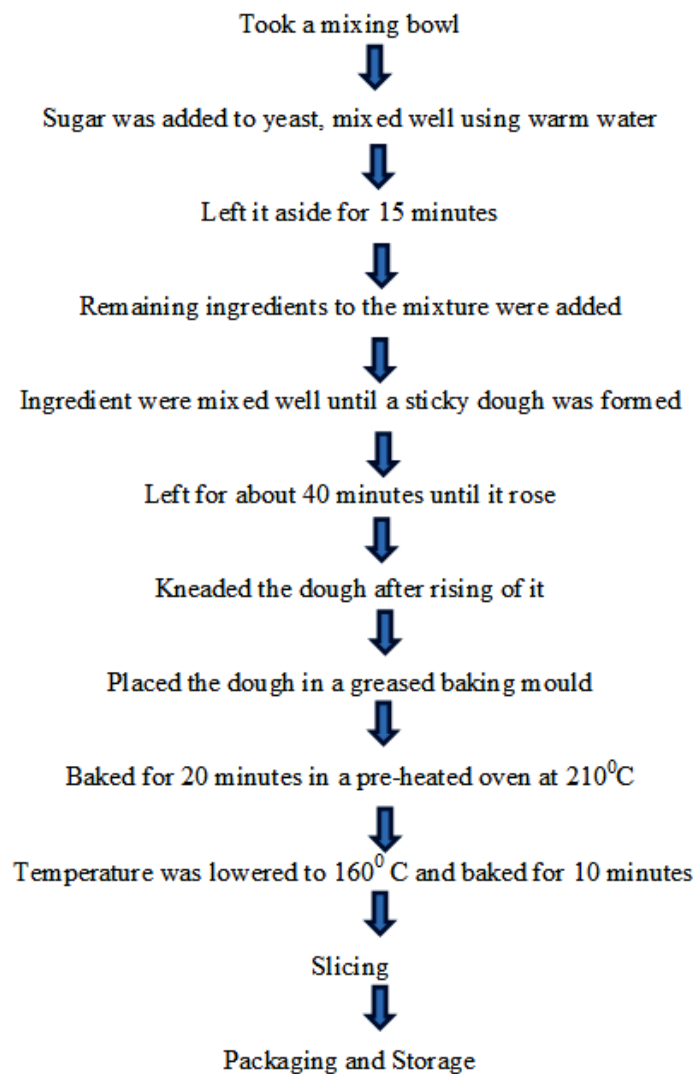 Took a mixing bowl
Sugar was added to yeast, mixed well using warm water
Left it aside for 15 minutes
Remaining ingredients to the mixture were added
Ingredient were mixed well until a sticky dough was formed
Left for about 40 minutes until it rose
Kneaded the dough after rising of it
Placed the dough in a greased baking mould
Baked for 20 minutes in a pre-heated oven at 210⁰C
Temperature was lowered to 160⁰ C and baked for 10 minutes
Slicing
Packaging and Storage